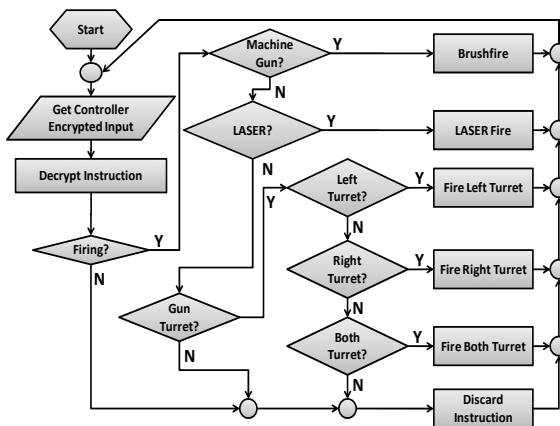 Start
Get Controller
Encrypted Input
Decrypt Instruction
Firing?
Y
N
Machine
Gun?
Y
N
Brushfire
LASER?
Y
N
LASER Fire
Gun
Turret?
Y
N
Left
Turret?
Y
N
Fire Left Turret
Right
Turret?
Y
N
Fire Right Turret
Both
Turret?
Y
N
Fire Both Turret
Discard
Instruction